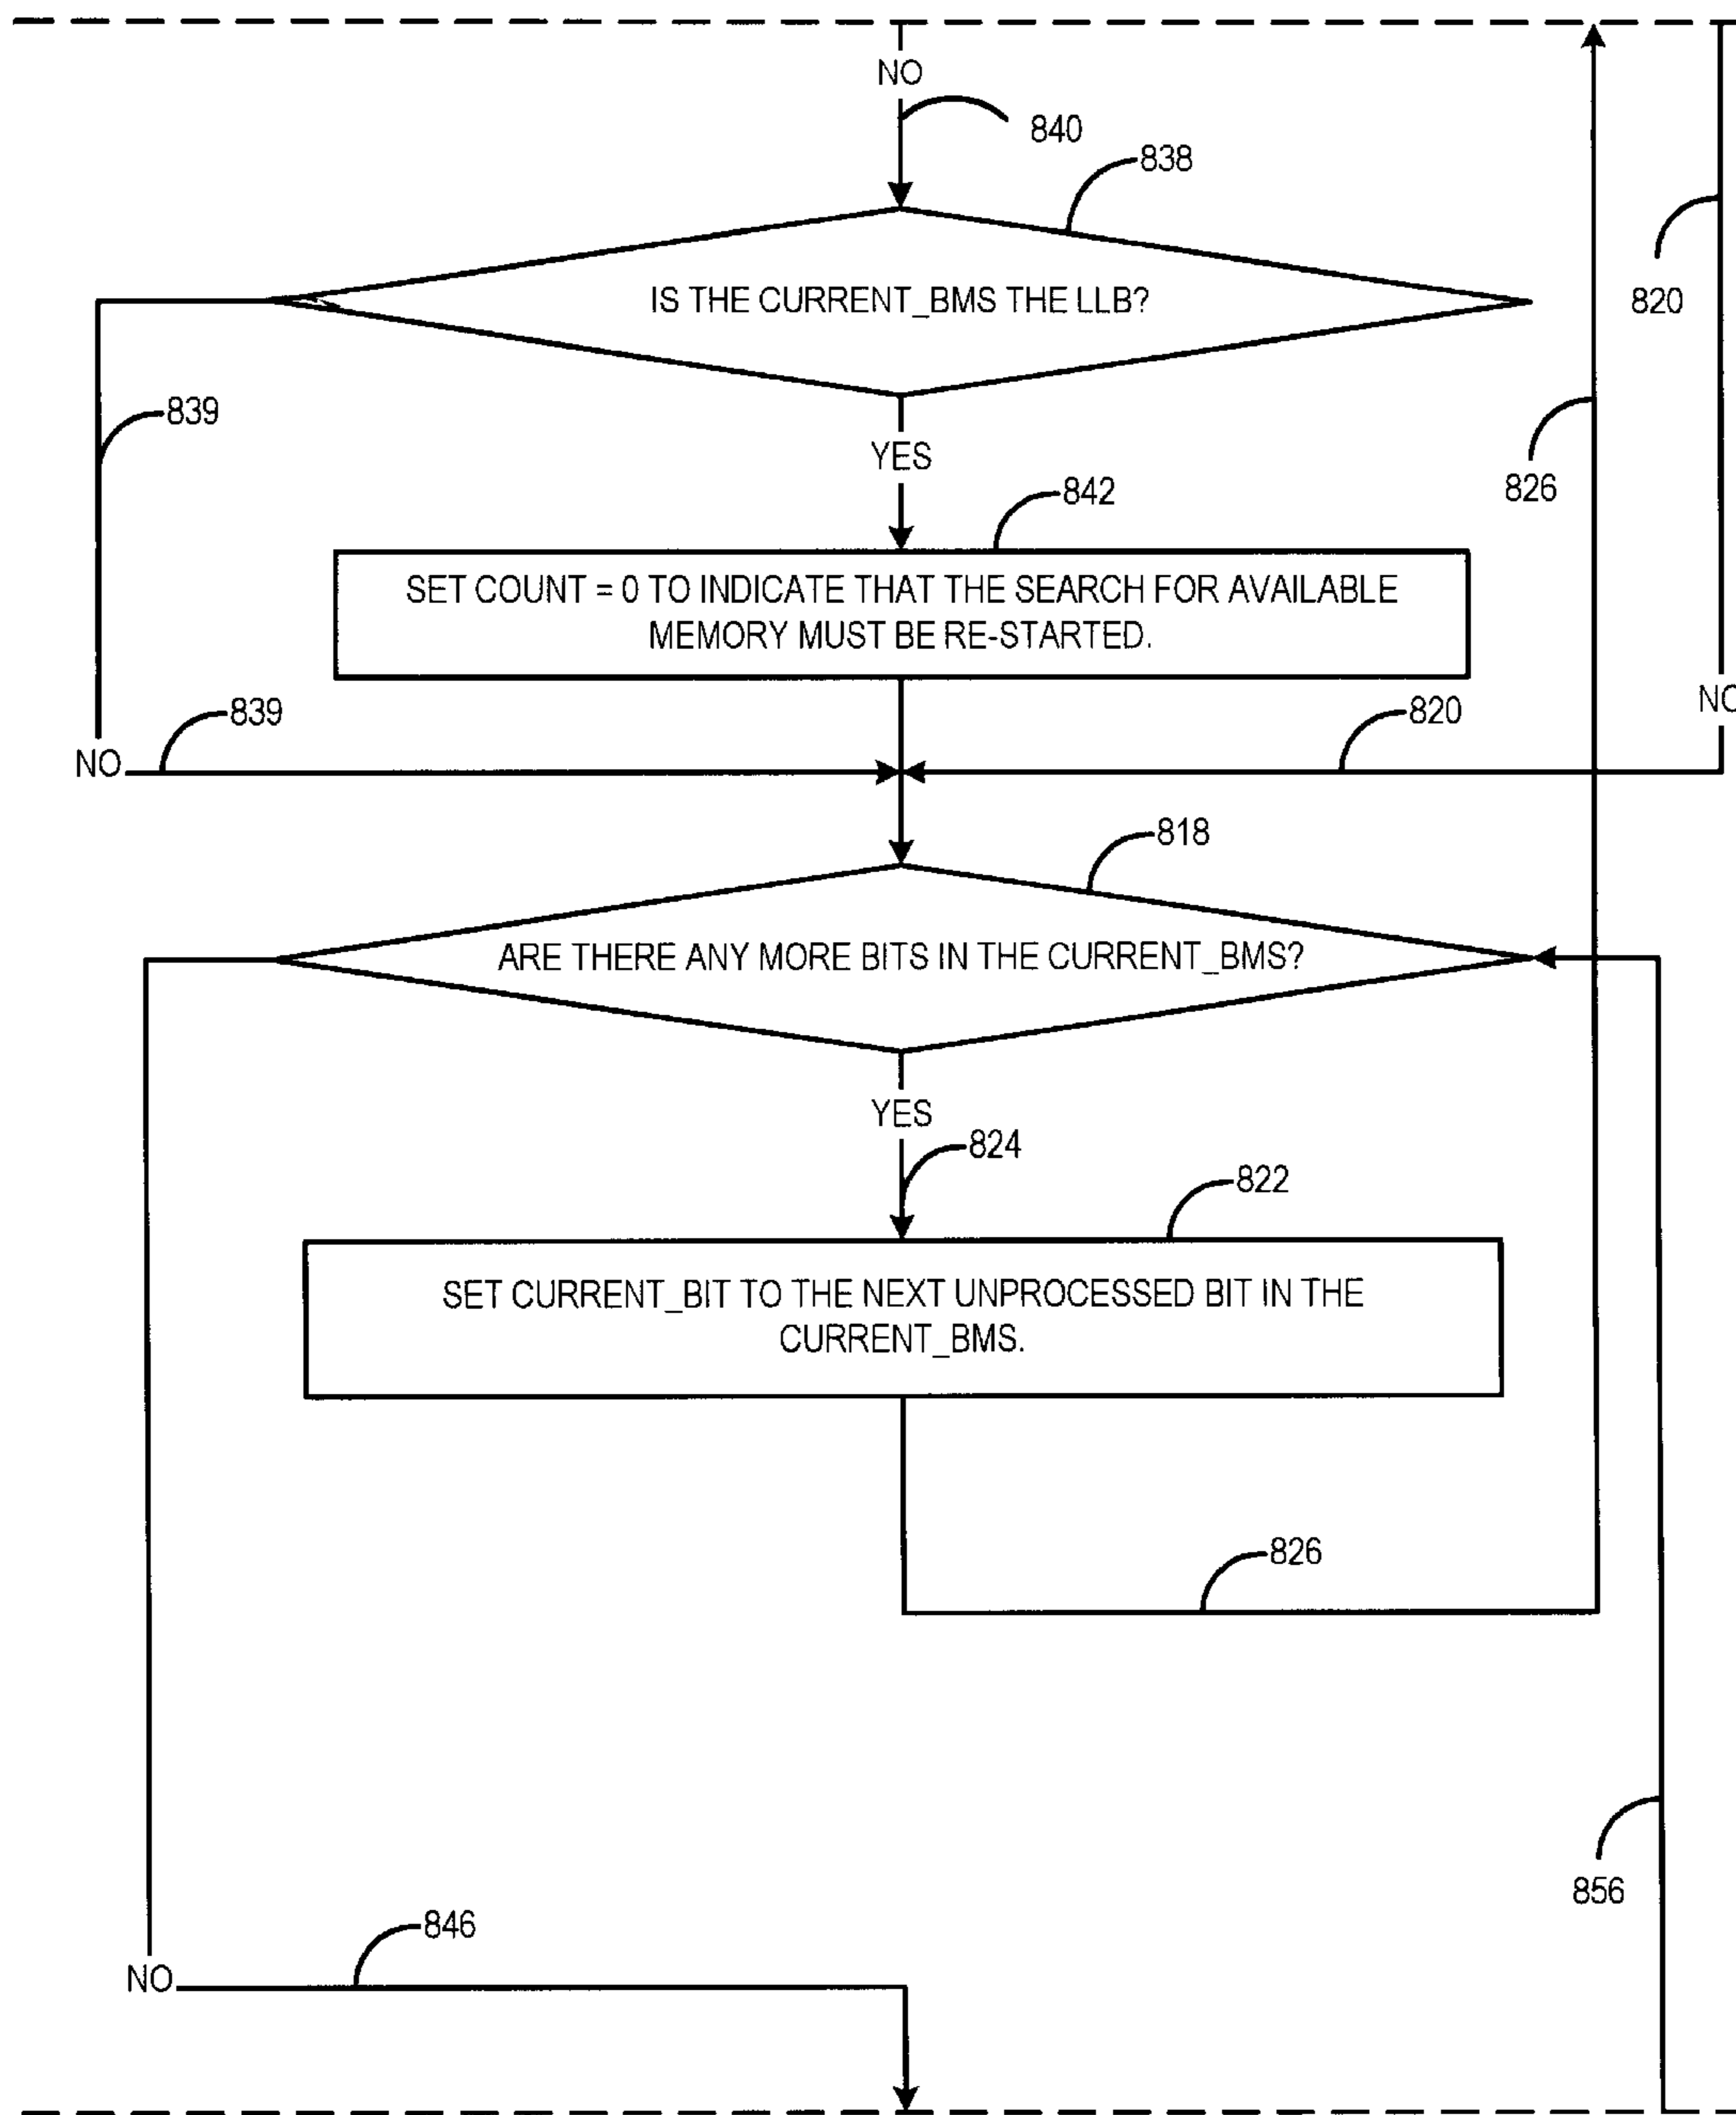 NO
840
838
IS THE CURRENT_BMS THE LLB?
820
839
YES
826
842
SET COUNT = 0 TO INDICATE THAT THE SEARCH FOR AVAILABLE
MEMORY MUST BE RE-STARTED.
NO
839
820
NO
818
ARE THERE ANY MORE BITS IN THE CURRENT_BMS?
YES
824
822
SET CURRENT_BIT TO THE NEXT UNPROCESSED BIT IN THE
CURRENT_BMS.
826
856
846
NO